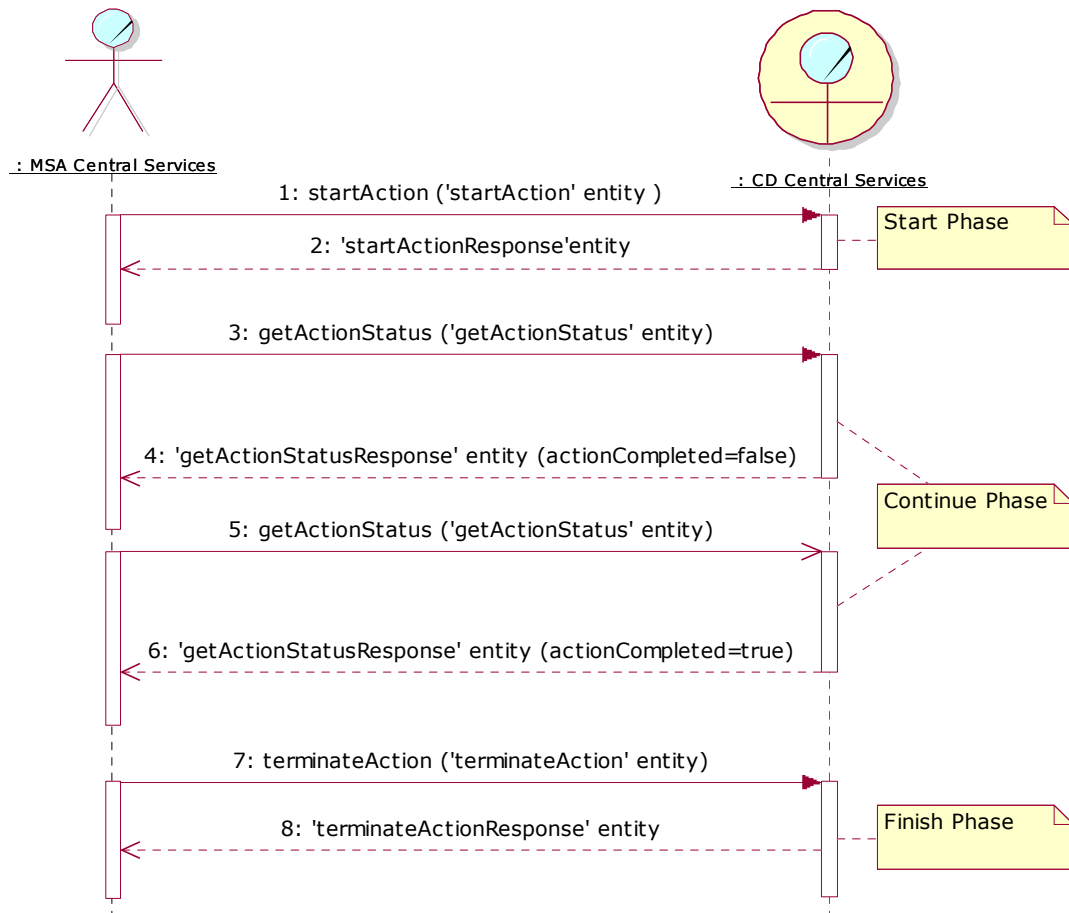 : MSA Central Services
: CD Central Services
1: startAction ('startAction' entity )
Start Phase
2: 'startActionResponse'entity
3: getActionStatus ('getActionStatus' entity)
4: 'getActionStatusResponse' entity (actionCompleted=false)
Continue Phase
5: getActionStatus ('getActionStatus' entity)
6: 'getActionStatusResponse' entity (actionCompleted=true)
7: terminateAction ('terminateAction' entity)
8: 'terminateActionResponse' entity
Finish Phase